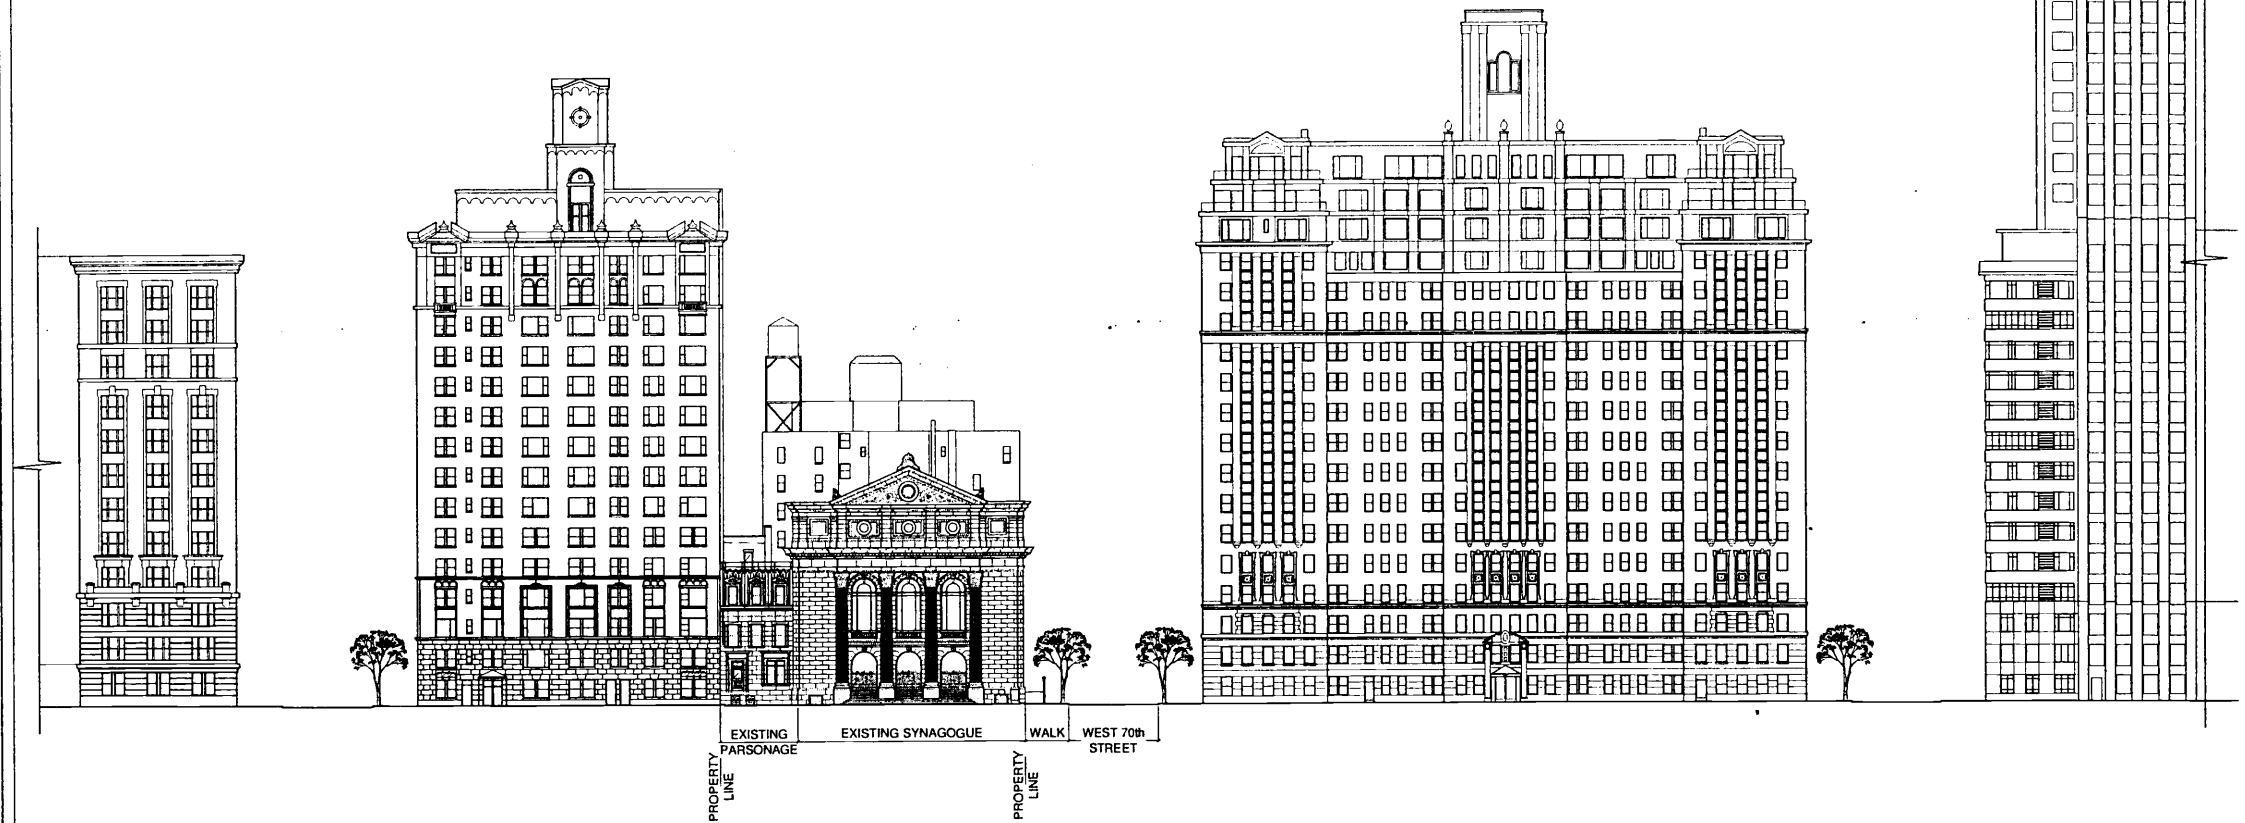 EXISTING
PARSONAGE
EXISTING SYNAGOGUE
WALK
WEST 70th
STREET
PROPERTY
LINE
PROPERTY
LINE